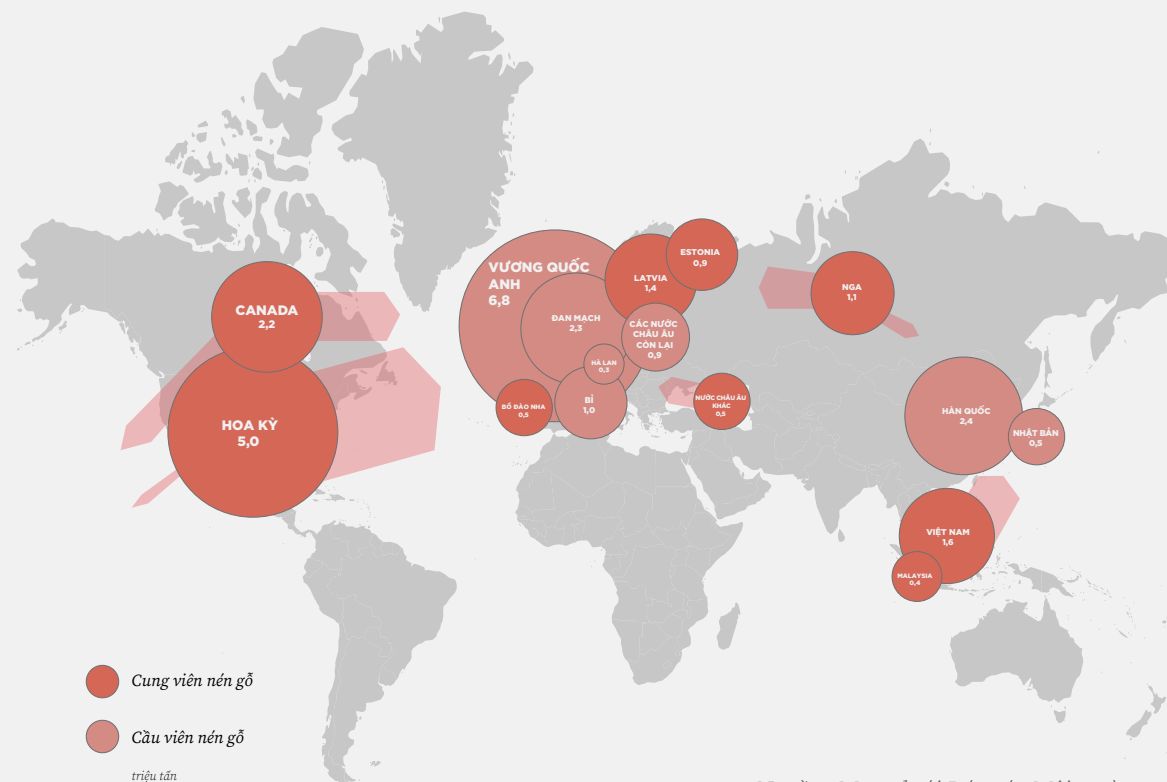 VƯƠNG QUỐC
ANH
6,8
ESTONIA
0,9
LATVIA
1,4
NGA
1,1
CANADA
2,2
ĐAN MẠCH
2,3
CÁC NƯỚC
CHÂU ÂU
CÒN LẠI
0,9
HÀ LAN
0,3
BỈ
1,0
BỒ ĐÀO NHA
0,5
NƯỚC CHÂU ÂU
KHÁC
0,5
HOA KỲ
5,0
HÀN QUỐC
2,4
NHẬT BẢN
0,5
VIỆT NAM
1,6
MALAYSIA
0,4
Cung viên nén gỗ
Cầu viên nén gỗ
triệu tấn